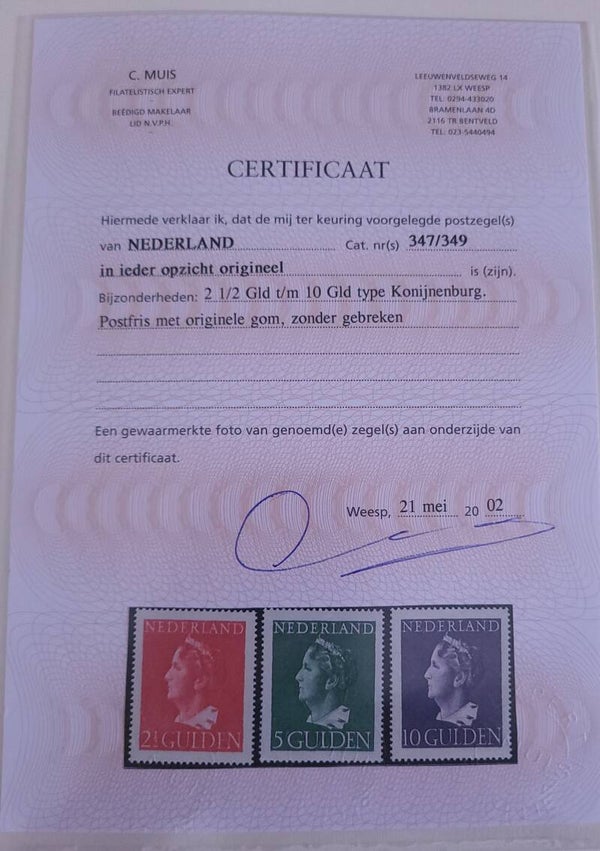 C. MUIS
FILATELISTISCH EXPERT
BEËDIGD MAKELAAR
LID N.V.P.H.
LEEUWENVELDSEWEG 14
1382 LX WEESP
TEL. 0294-433020
BRAMENLAAN 4D
2116 TR BENTVELD
TEL. 023-5440494
CERTIFICAAT
Hiermede verklaar ik, dat de mij ter keuring voorgelegde postzegel(s)
van NEDERLAND Cat. nr(s) 347/349
in ieder opzicht origineel is (zijn).
Bijzonderheden: 2 1/2 Gld t/m 10 Gld type Konijnenburg.
Postfris met originele gom, zonder gebreken
Een gewaarmerkte foto van genoemd(e) zegel(s) aan onderzijde van
dit certificaat.
Weesp, 21 mei 20 02
NEDERLAND
2½ GULDEN
NEDERLAND
5 GULDEN
NEDERLAND
10 GULDEN